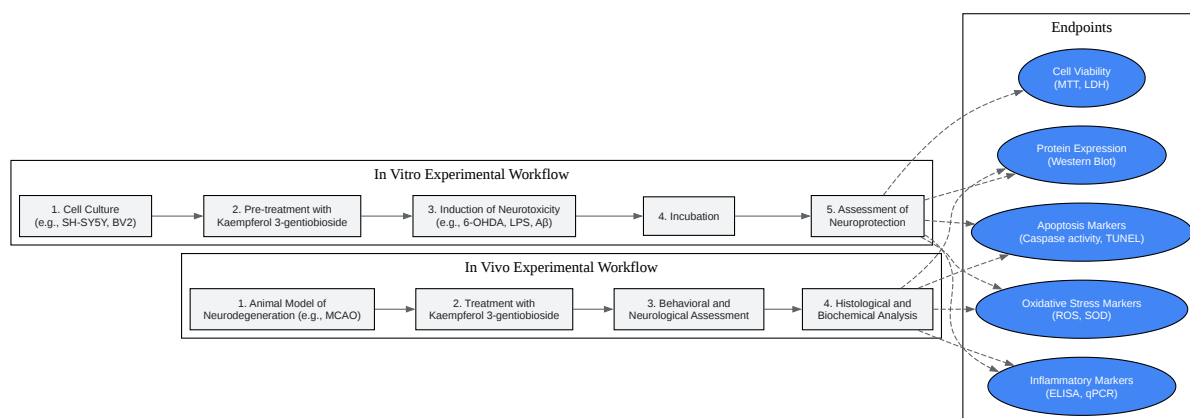 Endpoints
Cell Viability
(MTT, LDH)
Protein Expression
(Western Blot)
In Vitro Experimental Workflow
1. Cell Culture
(e.g., SH-SY5Y, BV2)
2. Pre-treatment with
Kaempferol 3-gentiobioside
3. Induction of Neurotoxicity
(e.g., 6-OHDA, LPS, Aβ)
4. Incubation
5. Assessment of
Neuroprotection
Apoptosis Markers
(Caspase activity, TUNEL)
In Vivo Experimental Workflow
1. Animal Model of
Neurodegeneration (e.g., MCAO)
2. Treatment with
Kaempferol 3-gentiobioside
3. Behavioral and
Neurological Assessment
4. Histological and
Biochemical Analysis
Oxidative Stress Markers
(ROS, SOD)
Inflammatory Markers
(ELISA, qPCR)